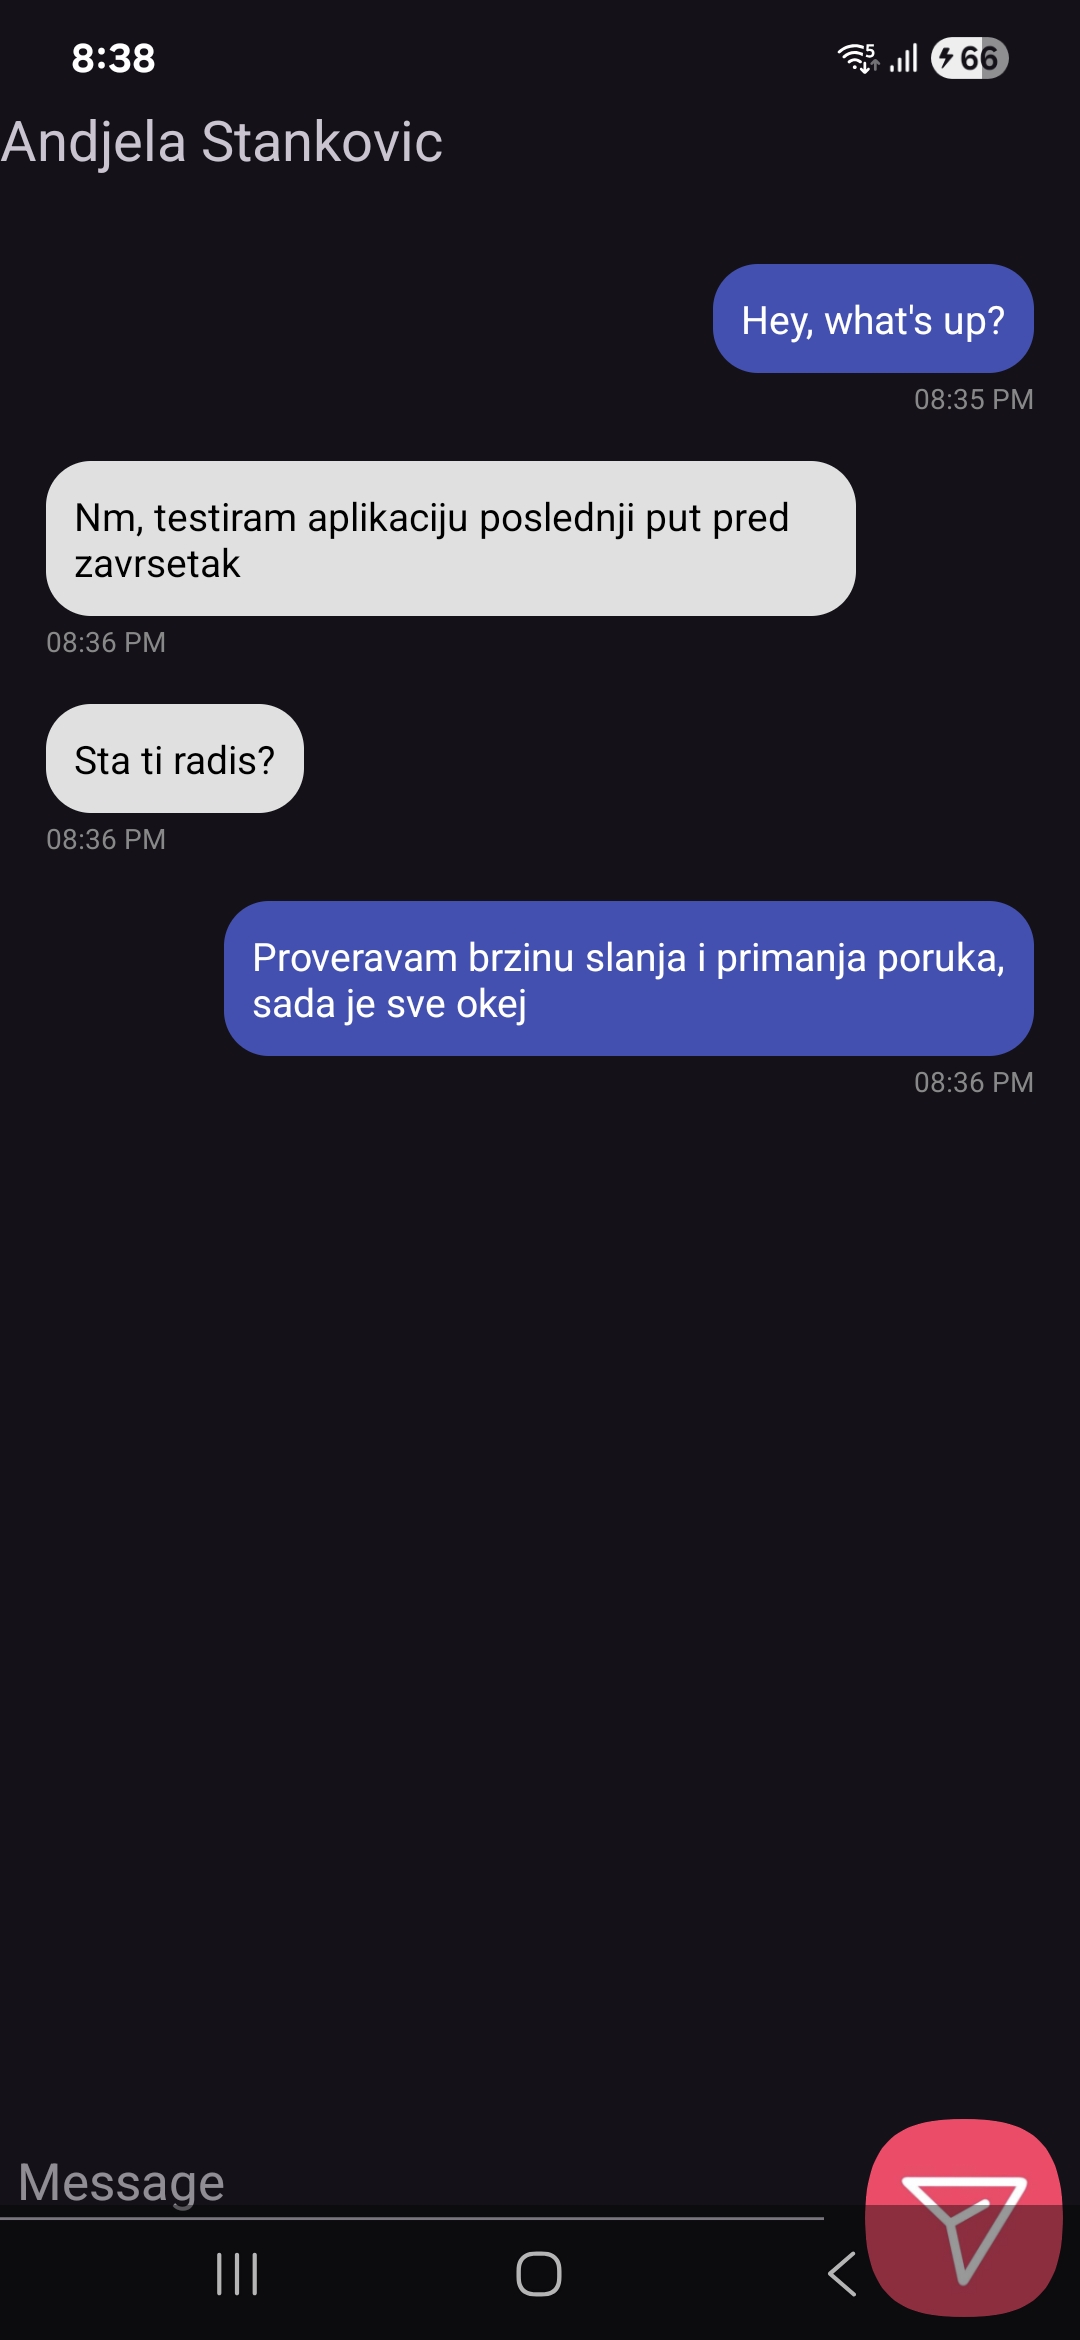 8:38
5
66
Andjela Stankovic
Hey, what's up?
08:35 PM
Nm, testiram aplikaciju poslednji put pred
zavrsetak
08:36 PM
Sta ti radis?
08:36 PM
Proveravam brzinu slanja i primanja poruka,
sada je sve okej
08:36 PM
Message